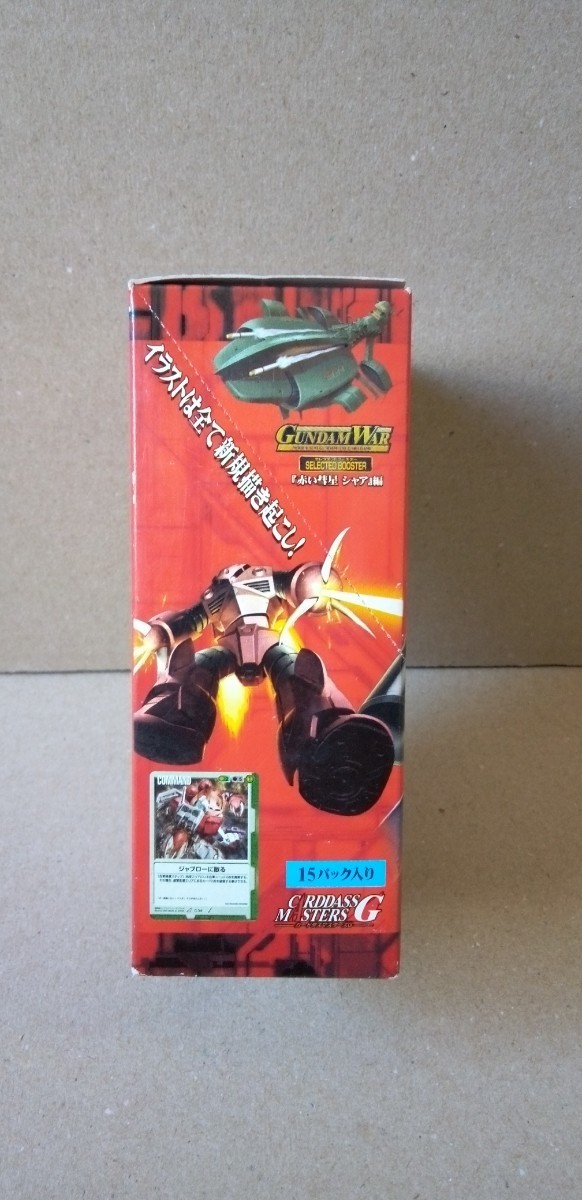 イラストは全て新規描き起こし!
GUNDAM WAR
SELECTED BOOSTER
『赤い彗星 シャア』編
COMMAND
ジャブローに散る
15パック入り
CARDDASS
MASTERS G